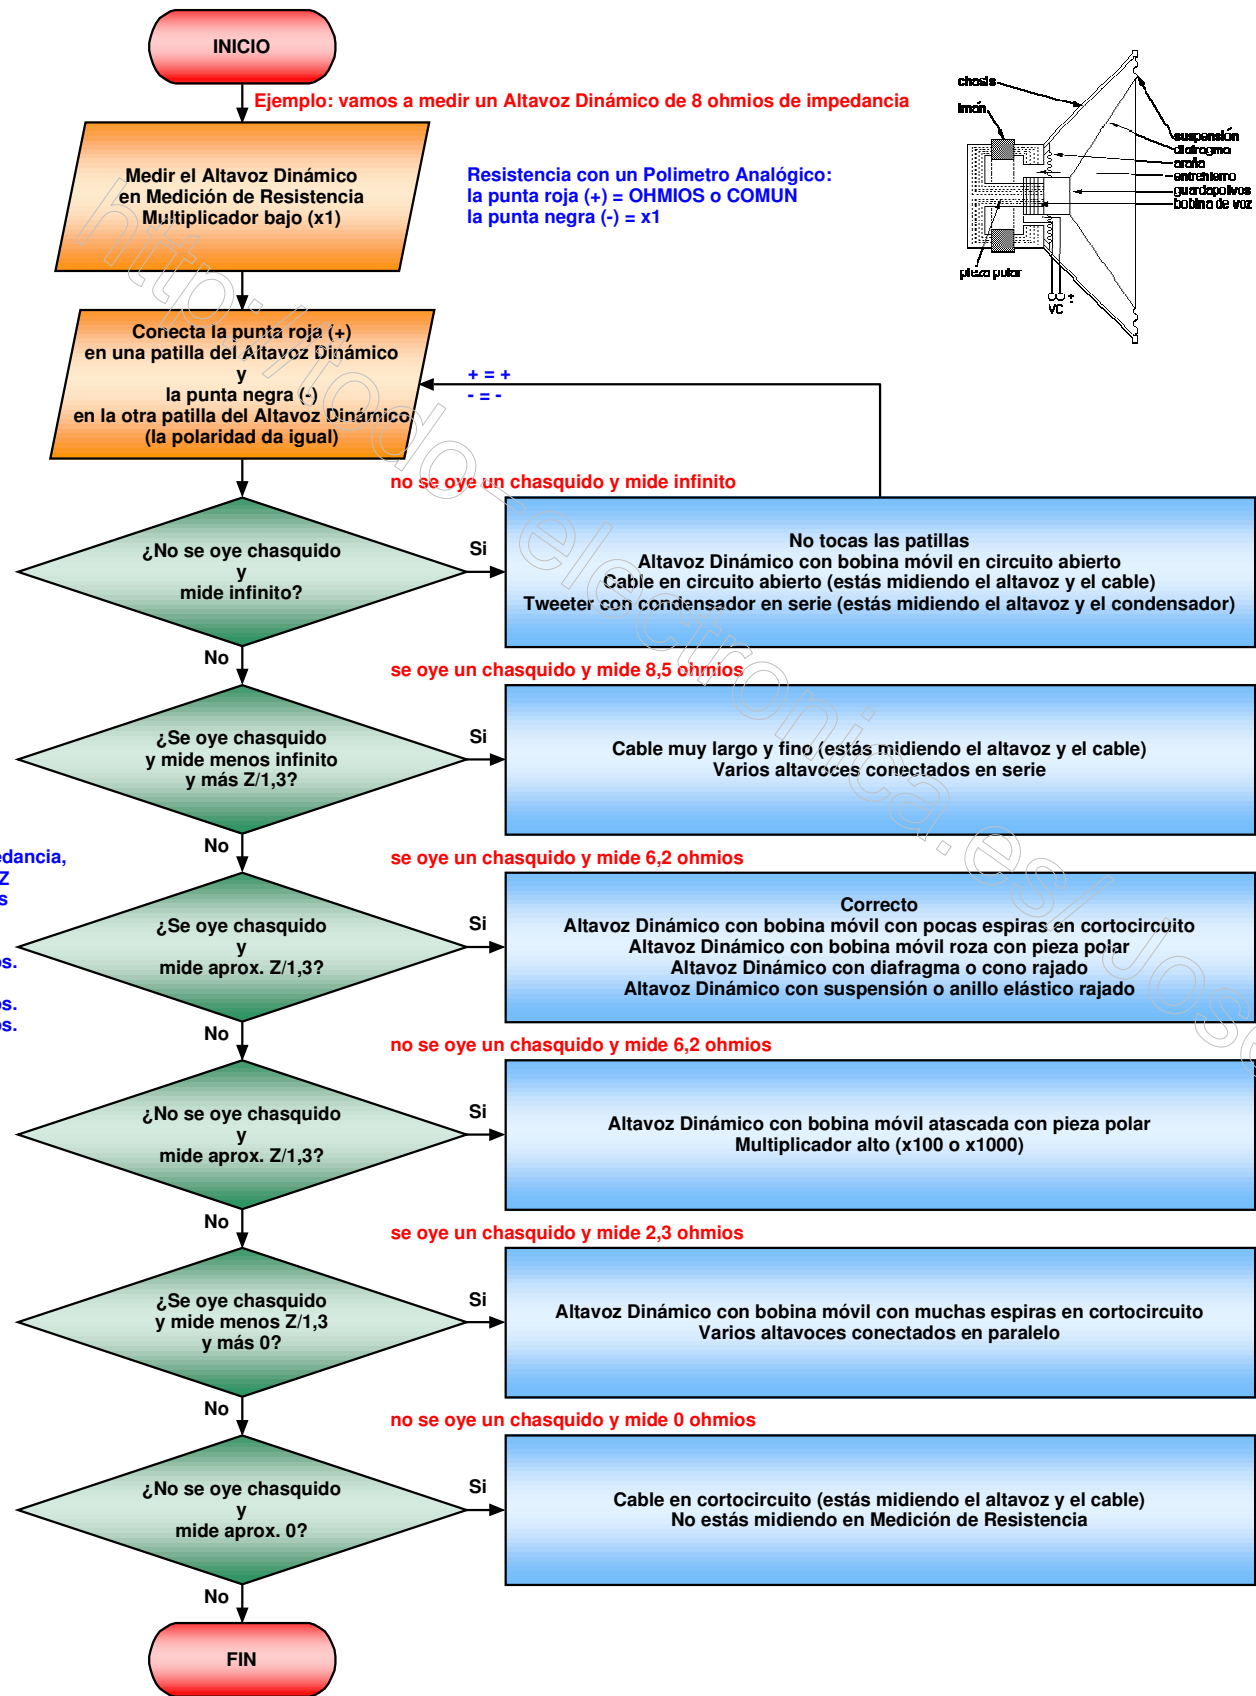 INICIO
Ejemplo: vamos a medir un Altavoz Dinámico de 8 ohmios de impedancia
Medir el Altavoz Dinámico
en Medición de Resistencia
Multiplicador bajo (x1)
Resistencia con un Polimetro Analógico:
la punta roja (+) = OHMIOS o COMUN
la punta negra (-) = x1
chasis
imán
suspensión
diafragma
araña
entrehierro
guardapolvos
bobina de voz
pieza polar
VC
±
Conecta la punta roja (+)
en una patilla del Altavoz Dinámico
y
la punta negra (-)
en la otra patilla del Altavoz Dinámico
(la polaridad da igual)
+ = +
- = -
no se oye un chasquido y mide infinito
¿No se oye chasquido
y
mide infinito?
Si
No tocas las patillas
Altavoz Dinámico con bobina móvil en circuito abierto
Cable en circuito abierto (estás midiendo el altavoz y el cable)
Tweeter con condensador en serie (estás midiendo el altavoz y el condensador)
No
se oye un chasquido y mide 8,5 ohmios
¿Se oye chasquido
y mide menos infinito
y más Z/1,3?
Si
Cable muy largo y fino (estás midiendo el altavoz y el cable)
Varios altavoces conectados en serie
No
edancia,
Z
s
os.
os.
os.
se oye un chasquido y mide 6,2 ohmios
¿Se oye chasquido
y
mide aprox. Z/1,3?
Si
Correcto
Altavoz Dinámico con bobina móvil con pocas espiras en cortocircuito
Altavoz Dinámico con bobina móvil roza con pieza polar
Altavoz Dinámico con diafragma o cono rajado
Altavoz Dinámico con suspensión o anillo elástico rajado
No
no se oye un chasquido y mide 6,2 ohmios
¿No se oye chasquido
y
mide aprox. Z/1,3?
Si
Altavoz Dinámico con bobina móvil atascada con pieza polar
Multiplicador alto (x100 o x1000)
No
se oye un chasquido y mide 2,3 ohmios
¿Se oye chasquido
y mide menos Z/1,3
y más 0?
Si
Altavoz Dinámico con bobina móvil con muchas espiras en cortocircuito
Varios altavoces conectados en paralelo
No
no se oye un chasquido y mide 0 ohmios
¿No se oye chasquido
y
mide aprox. 0?
Si
Cable en cortocircuito (estás midiendo el altavoz y el cable)
No estás midiendo en Medición de Resistencia
No
FIN
http://todo-electronica.es/ Jose